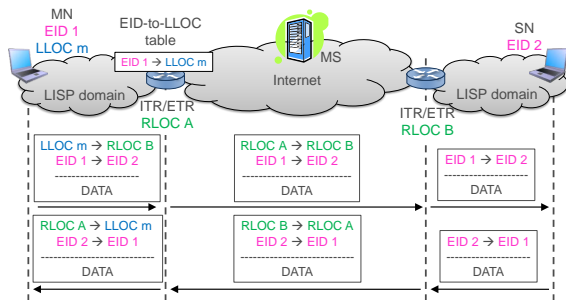 MN
EID 1
LLOC m
EID-to-LLOC
table
EID 1 → LLOC m
MS
Internet
SN
EID 2
LISP domain
LISP domain
ITR/ETR
RLOC A
ITR/ETR
RLOC B
LLOC m → RLOC B
EID 1 → EID 2
--------------------
DATA
RLOC A → RLOC B
EID 1 → EID 2
--------------------
DATA
EID 1 → EID 2
--------------------
DATA
RLOC A → LLOC m
EID 2 → EID 1
--------------------
DATA
RLOC B → RLOC A
EID 2 → EID 1
--------------------
DATA
EID 2 → EID 1
--------------------
DATA